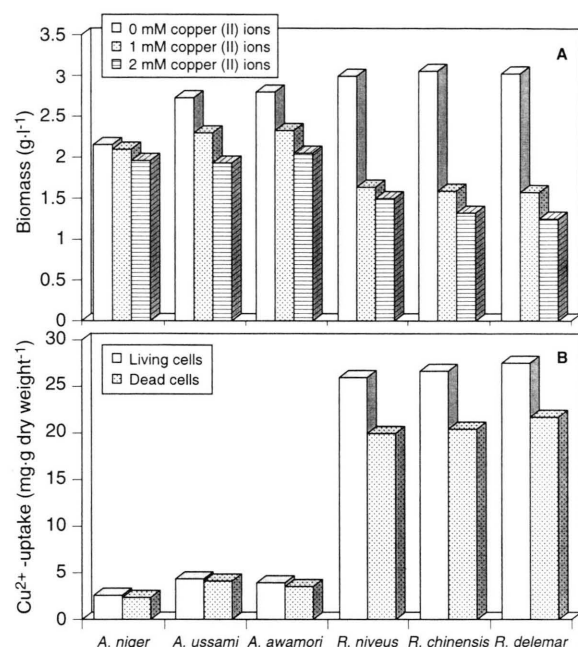 0 mM copper (II) ions
1 mM copper (II) ions
2 mM copper (II) ions
A
Biomass (g·l⁻¹)
3.5
3
2.5
2
1.5
1
0.5
0
B
Living cells
Dead cells
Cu²⁺ -uptake (mg·g dry weight⁻¹)
30
25
20
15
10
5
0
A. niger A. ussami A. awamori R. niveus R. chinensis R. delemar